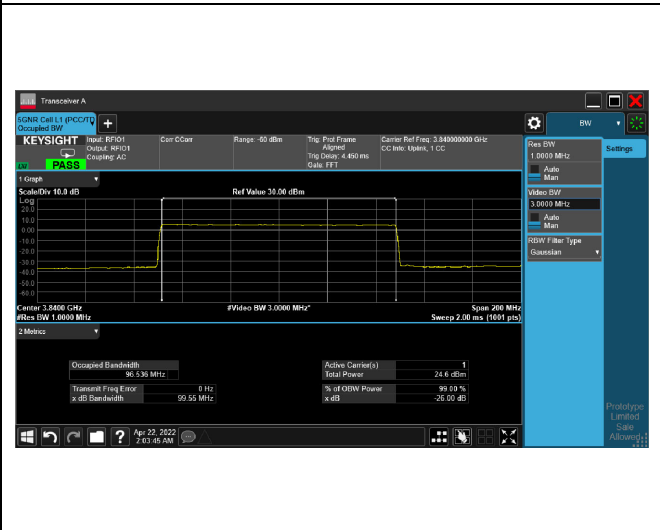 Transceiver A
5GNR Cell L1 (PCC/TD
Occupied BW
+
BW
KEYSIGHT
PASS
Input: RFIO1
Output: RFIO1
Coupling: AC
Corr CCorr
Range: -60 dBm
Trig: Prot Frame
Aligned
Trig Delay: 4.450 ms
Gate: FFT
Carrier Ref Freq: 3.840000000 GHz
CC Info: Uplink, 1 CC
Res BW
1.0000 MHz
Auto
Man
Video BW
3.0000 MHz
Auto
Man
RBW Filter Type
Gaussian
Settings
1 Graph
Scale/Div 10.0 dB
Ref Value 30.00 dBm
Log
20.0
10.0
0.00
-10.0
-20.0
-30.0
-40.0
-50.0
-60.0
Center 3.8400 GHz
#Video BW 3.0000 MHz*
Span 200 MHz
#Res BW 1.0000 MHz
Sweep 2.00 ms (1001 pts)
2 Metrics
Occupied Bandwidth
96.536 MHz
Transmit Freq Error 0 Hz
x dB Bandwidth 99.55 MHz
Active Carrier(s) 1
Total Power 24.6 dBm
% of OBW Power 99.00 %
x dB -26.00 dB
Prototype
Limited
Sale
Allowed
?
Apr 22, 2022
2:03:45 AM